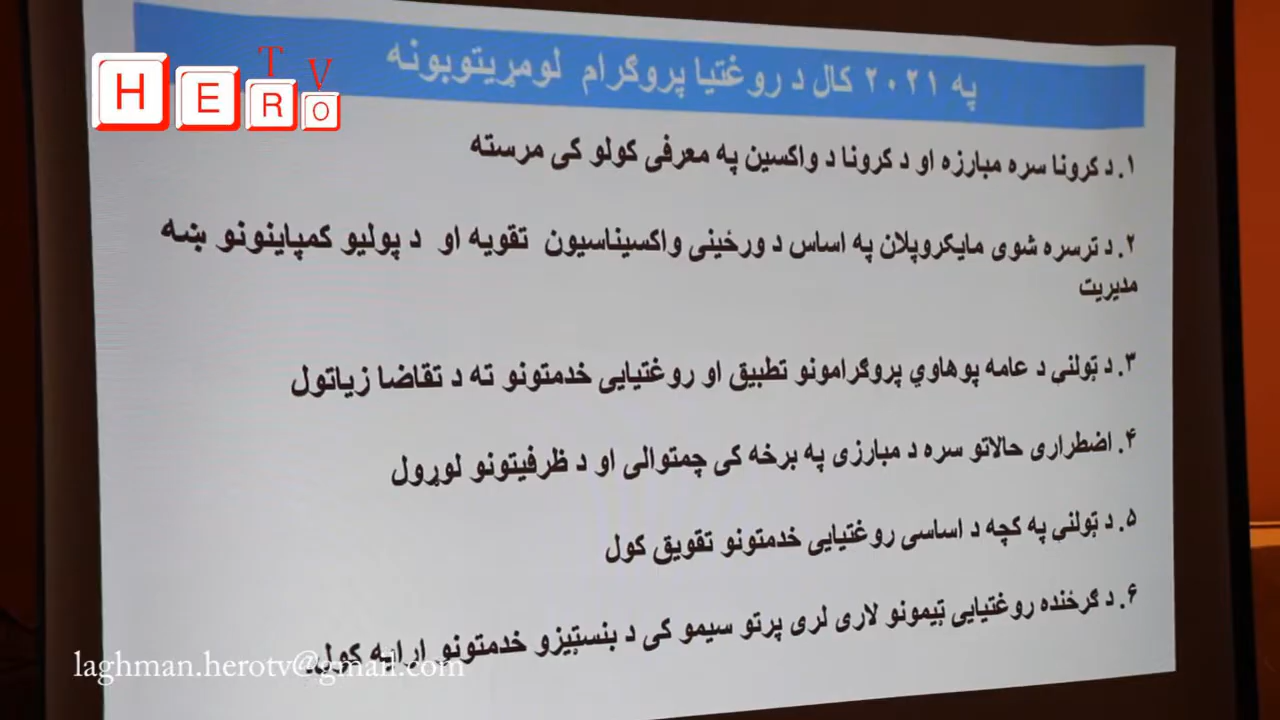 HERO TV
په ۲۰۲۱ کال د روغتیا پروګرام لومړیتوبونه
۱. د کرونا سره مبارزه او د کرونا د واکسین په معرفی کولو کی مرسته
۲. د ترسره شوی مایکروپلان په اساس د ورځینی واکسیناسیون تقویه او د پولیو کمپاینونو ښه
مدیریت
۳. د ټولنی د عامه پوهاوي پروګرامونو تطبیق او روغتیایی خدمتونو ته د تقاضا زیاتول
۴. اضطراری حالاتو سره د مبارزی په برخه کی چمتوالی او د ظرفیتونو لوړول
۵. د ټولنی په کچه د اساسی روغتیایی خدمتونو تقویق کول
۶. د ګرځنده روغتیایی ټیمونو لاری لری پرتو سیمو کی د بنسټیزو خدمتونو ارایه کول.
laghman.herotv@gmail.com